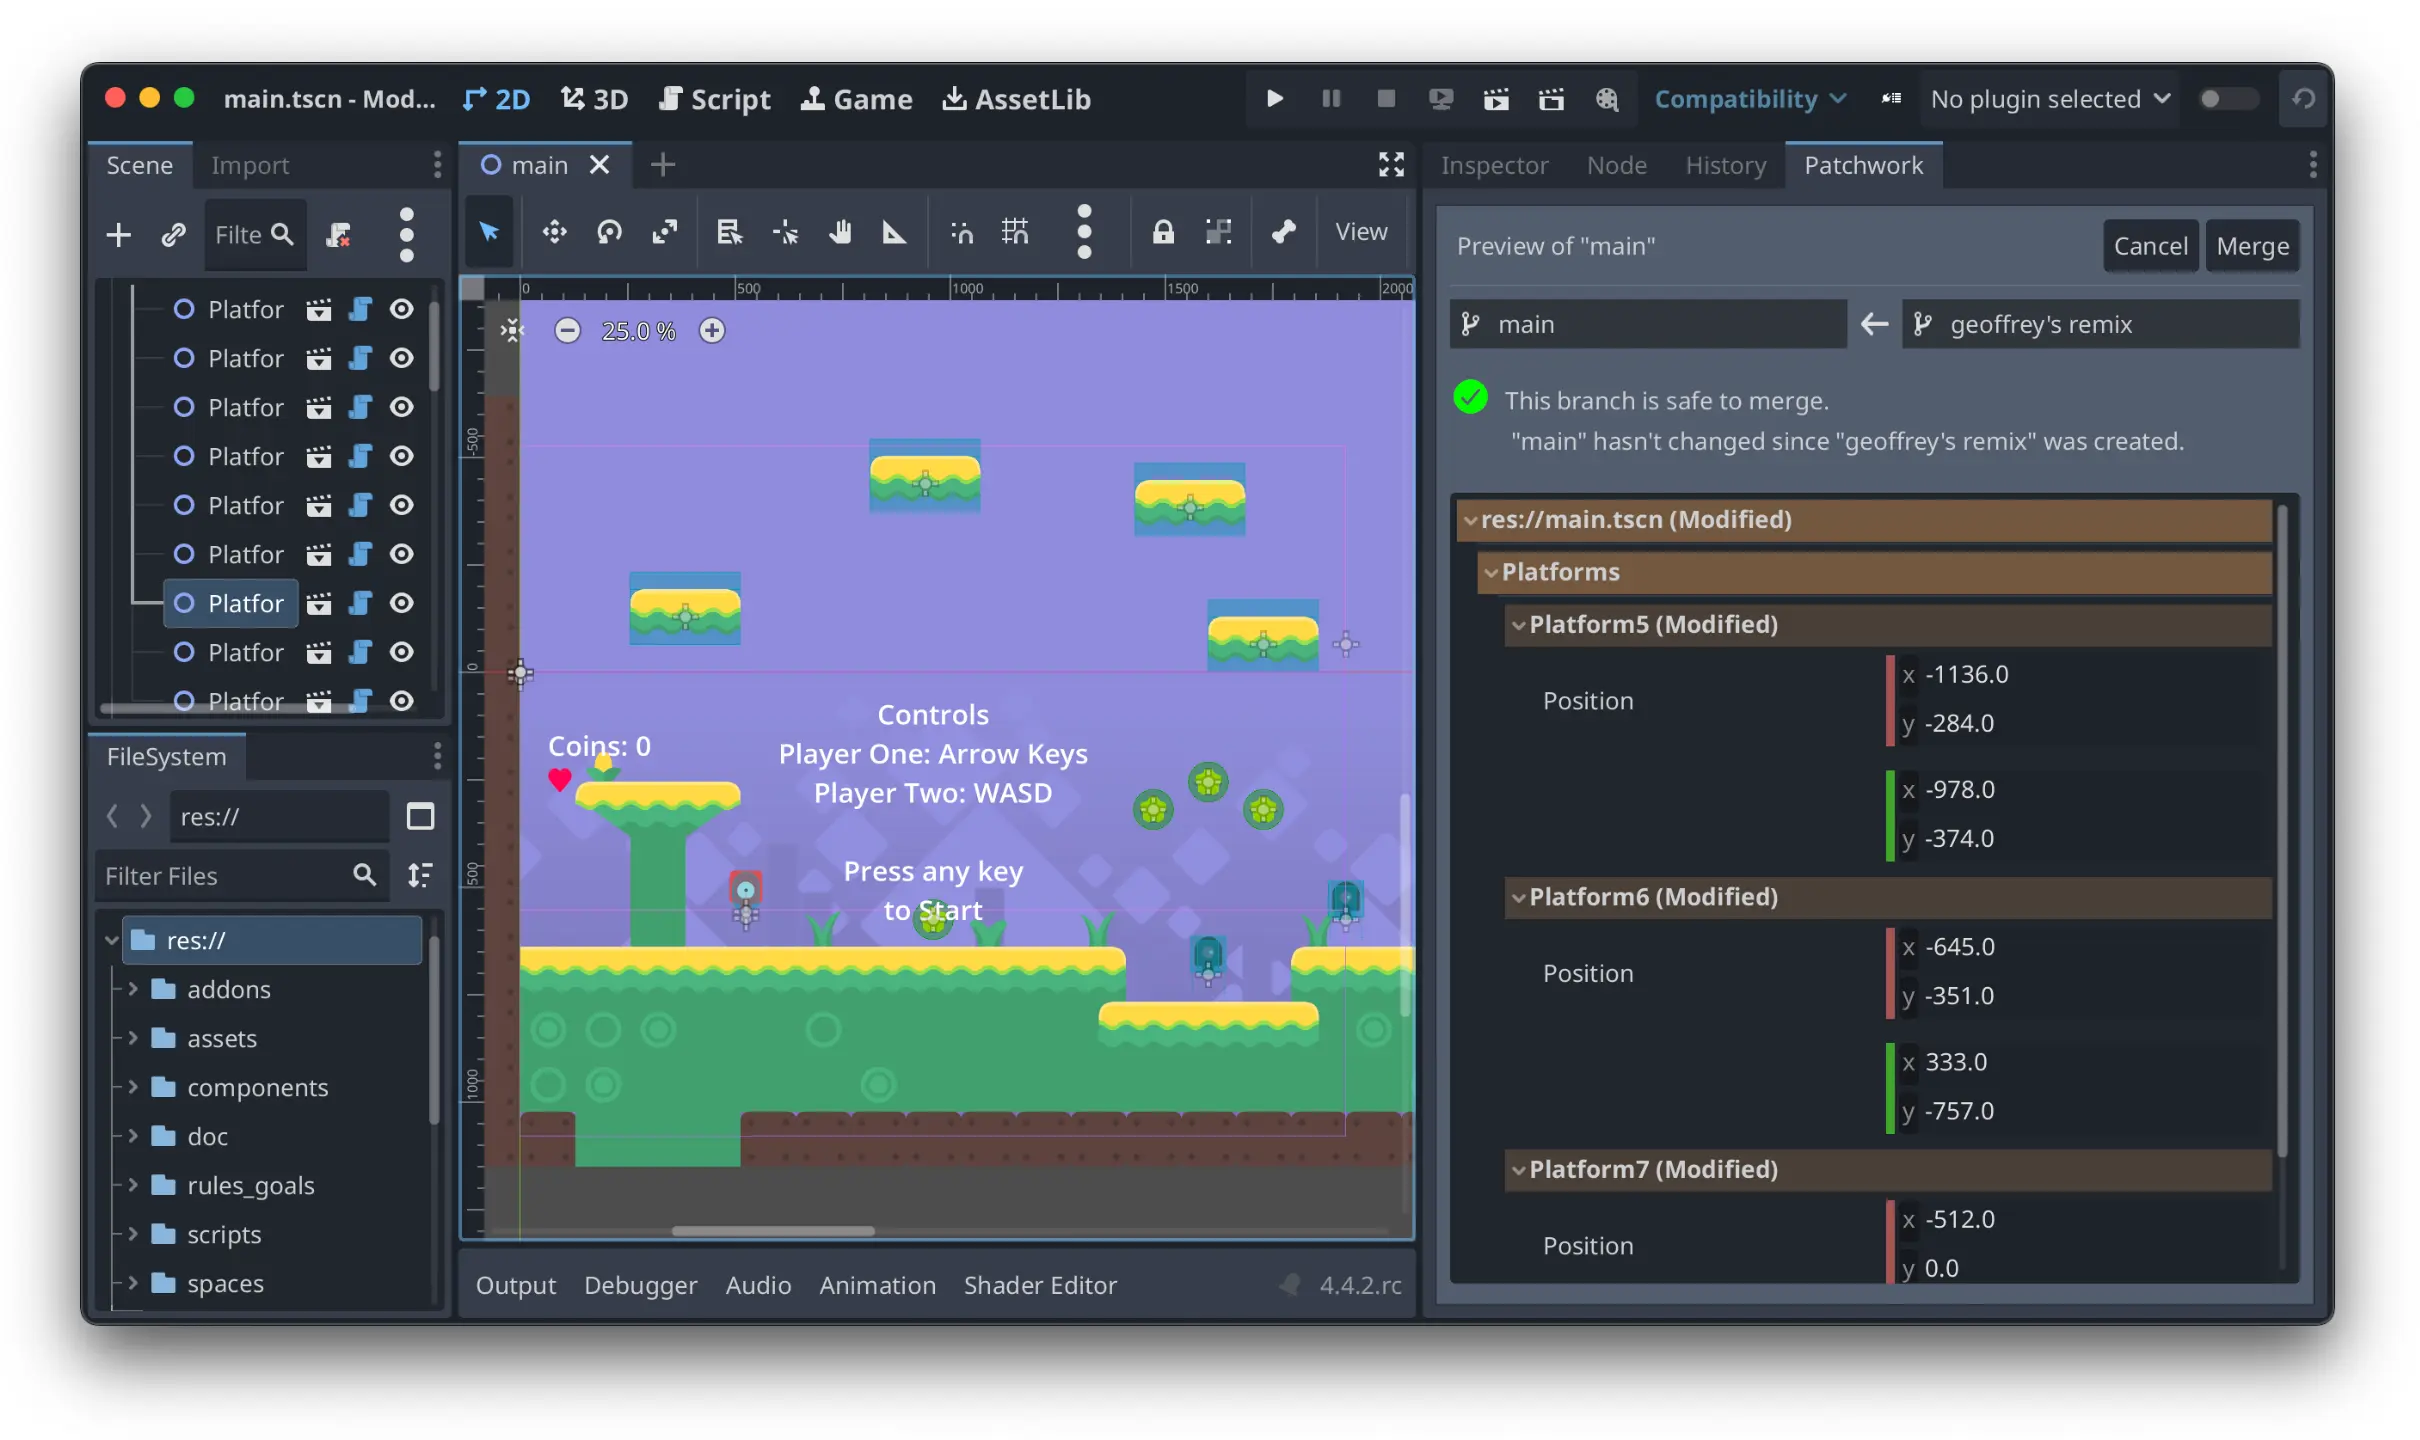 main.tscn - Mod...
2D
3D
Script
Game
AssetLib
Compatibility
No plugin selected
Scene
Import
main
Inspector
Node
History
Patchwork
Filte
View
Platfor
Platfor
Platfor
Platfor
Platfor
Platfor
Platfor
Platfor
Platfor
0
500
1000
1500
2000
-500
0
500
1000
25.0 %
Coins: 0
Controls
Player One: Arrow Keys
Player Two: WASD
Press any key
to Start
FileSystem
res://
Filter Files
res://
addons
assets
components
doc
rules_goals
scripts
spaces
Output
Debugger
Audio
Animation
Shader Editor
4.4.2.rc
Preview of "main"
Cancel
Merge
main
geoffrey's remix
This branch is safe to merge.
"main" hasn't changed since "geoffrey's remix" was created.
res://main.tscn (Modified)
Platforms
Platform5 (Modified)
Position
x -1136.0
y -284.0
x -978.0
y -374.0
Platform6 (Modified)
Position
x -645.0
y -351.0
x 333.0
y -757.0
Platform7 (Modified)
Position
x -512.0
y 0.0